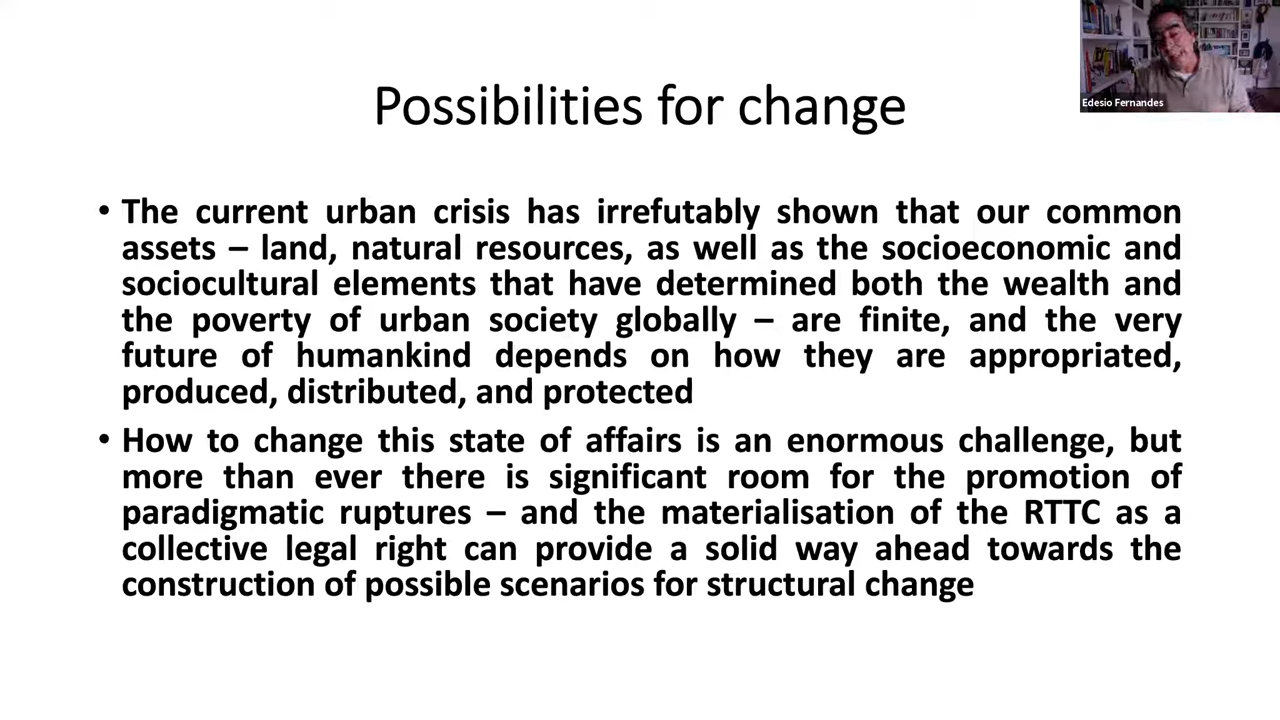 Edesio Fernandes
Possibilities for change
• The current urban crisis has irrefutably shown that our common
assets – land, natural resources, as well as the socioeconomic and
sociocultural elements that have determined both the wealth and
the poverty of urban society globally – are finite, and the very
future of humankind depends on how they are appropriated,
produced, distributed, and protected
• How to change this state of affairs is an enormous challenge, but
more than ever there is significant room for the promotion of
paradigmatic ruptures – and the materialisation of the RTTC as a
collective legal right can provide a solid way ahead towards the
construction of possible scenarios for structural change